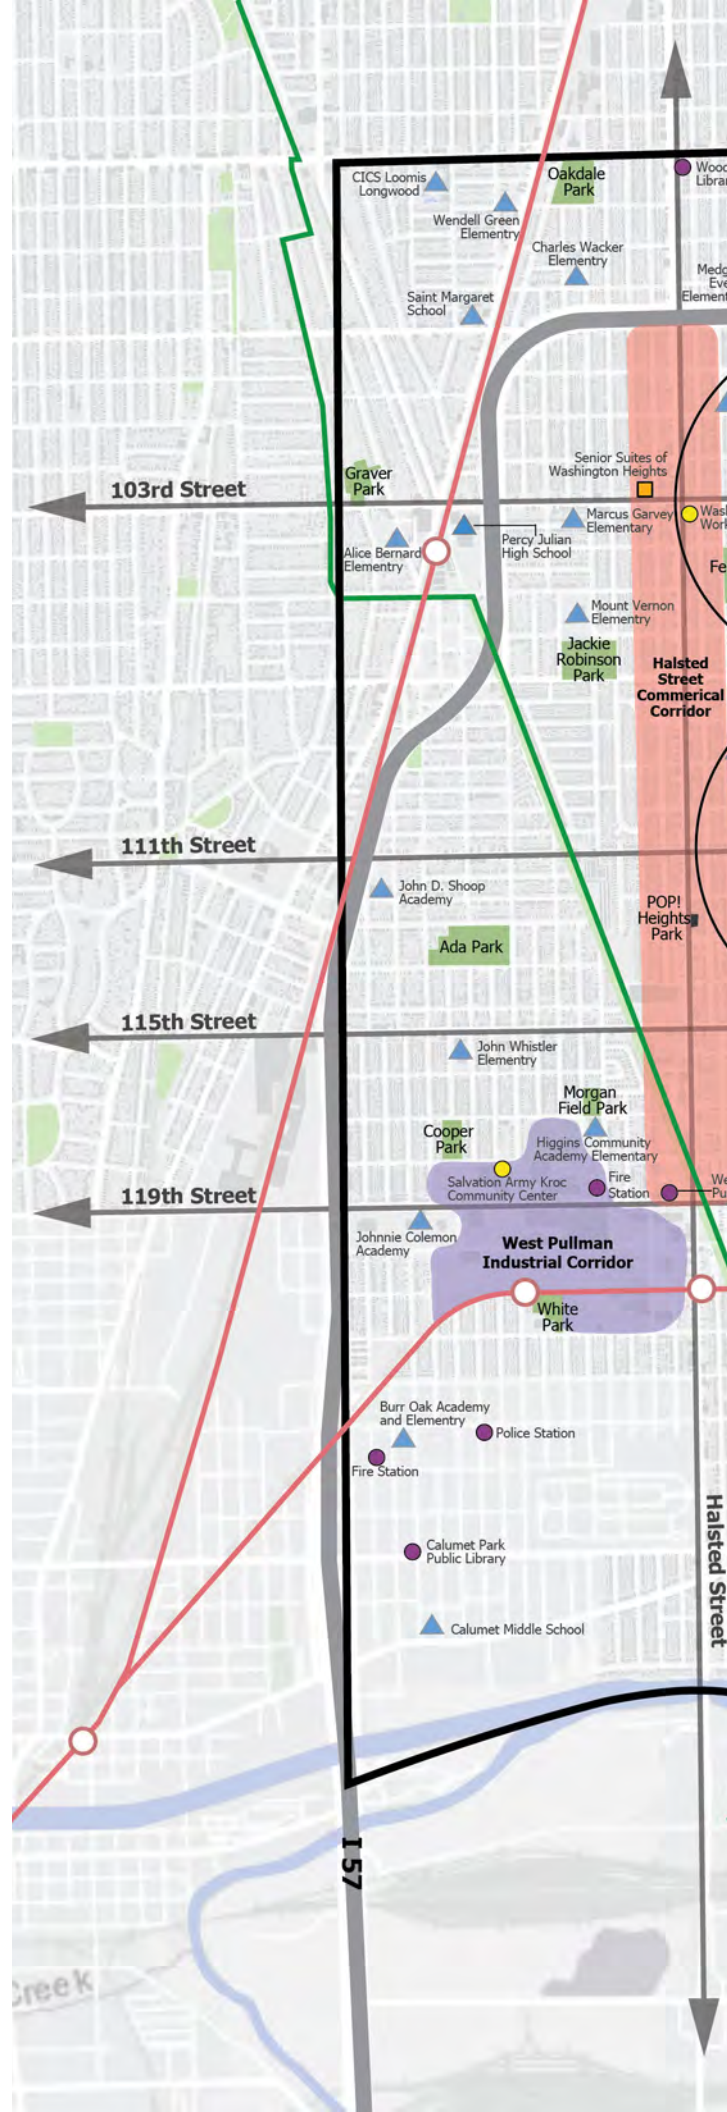 CICS Loomis
Longwood
Oakdale
Park
Wendell Green
Elementry
Charles Wacker
Elementry
Saint Margaret
School
Senior Suites of
Washington Heights
Graver
Park
103rd Street
Marcus Garvey
Elementary
Percy Julian
High School
Alice Bernard
Elementry
Mount Vernon
Elementry
Jackie
Robinson
Park
Halsted
Street
Commerical
Corridor
111th Street
John D. Shoop
Academy
POP!
Heights
Park
Ada Park
115th Street
John Whistler
Elementry
Morgan
Field Park
Cooper
Park
Higgins Community
Academy Elementary
Salvation Army Kroc
Community Center
Fire
Station
119th Street
Johnnie Colemon
Academy
West Pullman
Industrial Corridor
White
Park
Burr Oak Academy
and Elementry
Police Station
Fire Station
Calumet Park
Public Library
Halsted Street
Calumet Middle School
I 57
Creek